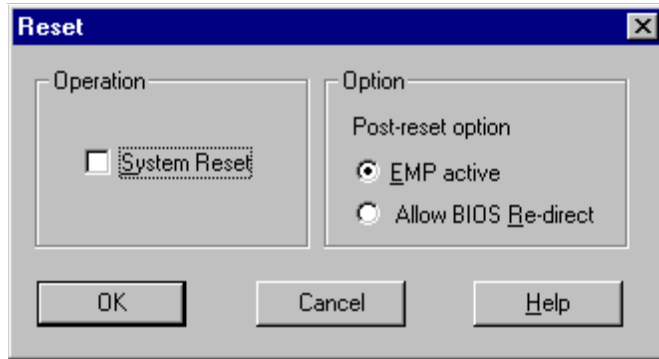 Reset
Operation
System Reset
Option
Post-reset option
EMP active
Allow BIOS Re-direct
OK
Cancel
Help